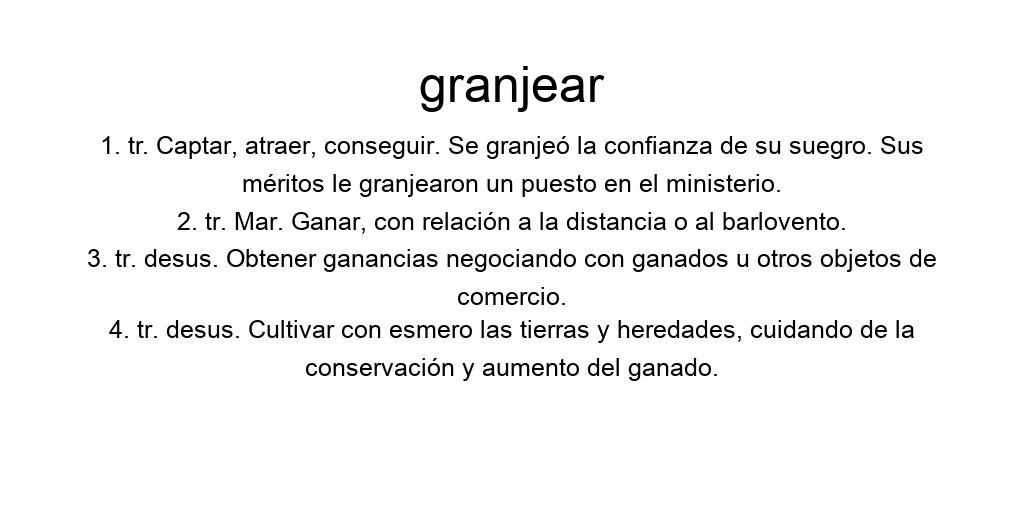 granjear
1. tr. Captar, atraer, conseguir. Se granjeó la confianza de su suegro. Sus
méritos le granjearon un puesto en el ministerio.
2. tr. Mar. Ganar, con relación a la distancia o al barlovento.
3. tr. desus. Obtener ganancias negociando con ganados u otros objetos de
comercio.
4. tr. desus. Cultivar con esmero las tierras y heredades, cuidando de la
conservación y aumento del ganado.